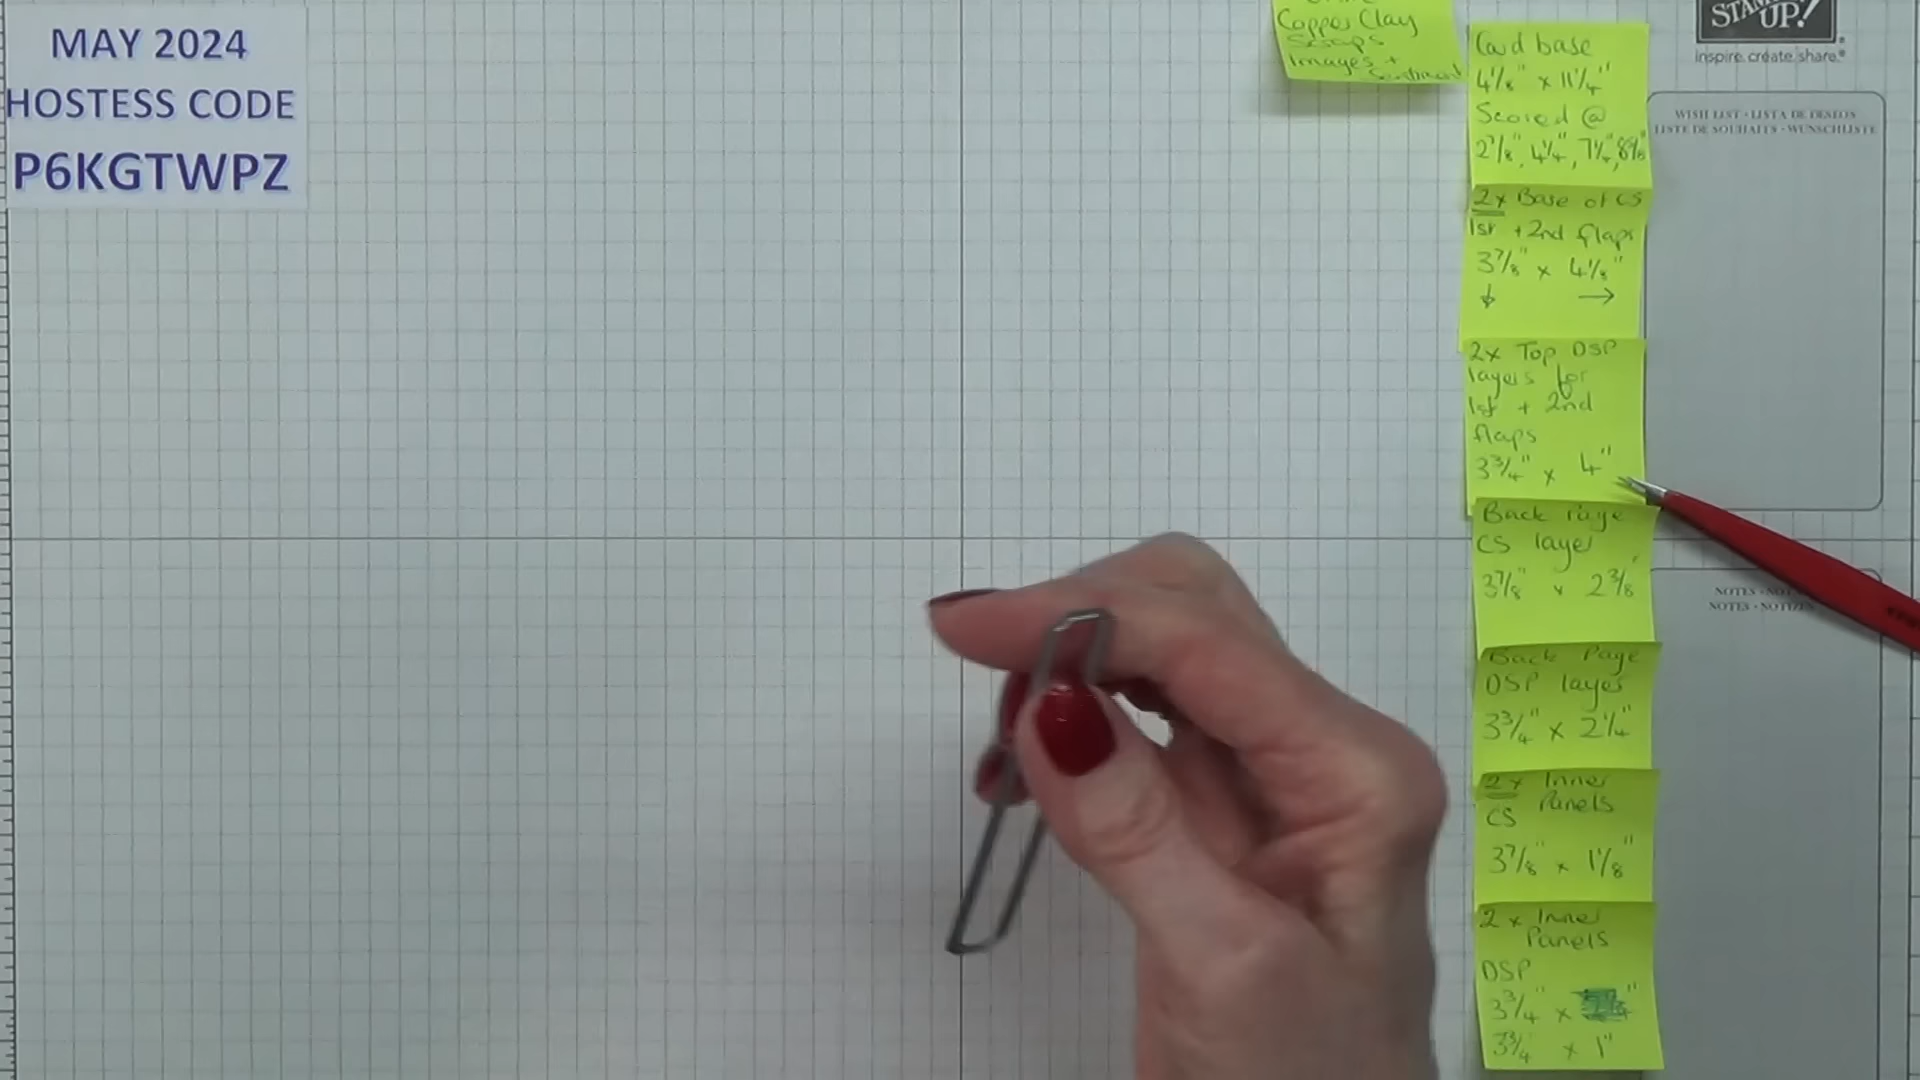 MAY 2024
HOSTESS CODE
P6KGTWPZ
Copper Clay
Scraps
Images +
STAMPIN'
UP!®
inspire. create. share.®
Card base
4 1/8" x 11 1/4"
Scored @
2 7/8", 4 1/4", 7 1/4",
2x Base of CS
1st + 2nd flaps
3 7/8" x 4 1/8"
↓ →
2x Top DSP
layers for
1st + 2nd
flaps
3 3/4" x 4"
Back Page
CS layer
3 7/8" x 2 3/8"
Back Page
DSP layer
3 3/4" x 2 1/4"
2x Inner
Panels
CS
3 7/8" x 1 1/8"
2 x Inner
Panels
DSP
3 3/4" x
3 3/4 x 1"
WISH LIST • LISTA DE DESEOS
LISTE DE SOUHAITS • WUNSCHLISTE
NOTES •
NOTES • NOTIZEN